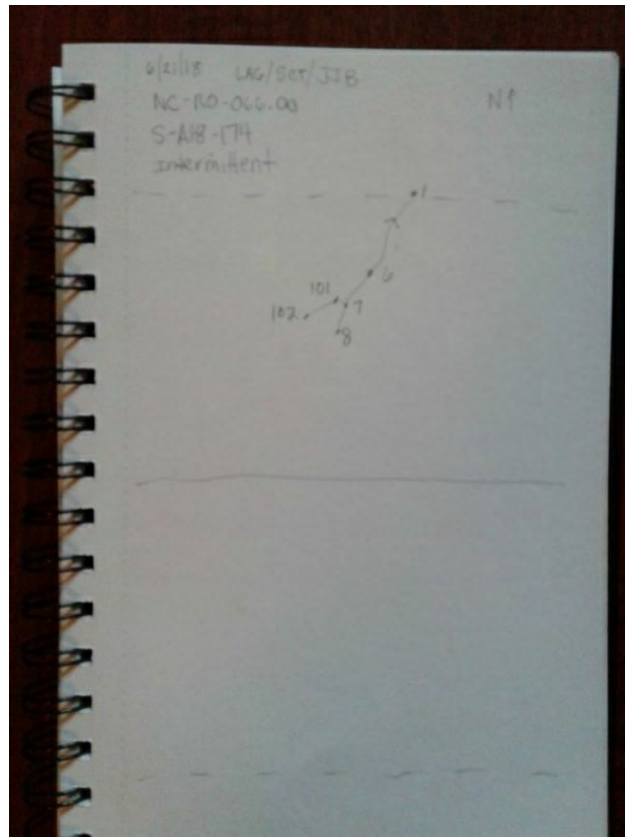 6/21/18 LAG/SCT/JJB
NC-RO-066.00 N↑
S-A18-174
Intermittent
1
6
101
7
102
8